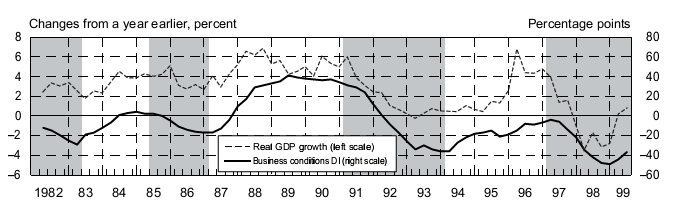 Changes from a year earlier, percent Percentage points
8 80
6 60
4 40
2 20
0 0
–2 –20
–4 –40
–6 –60
Real GDP growth (left scale)
Business conditions DI (right scale)
1982 83 84 85 86 87 88 89 90 91 92 93 94 95 96 97 98 99